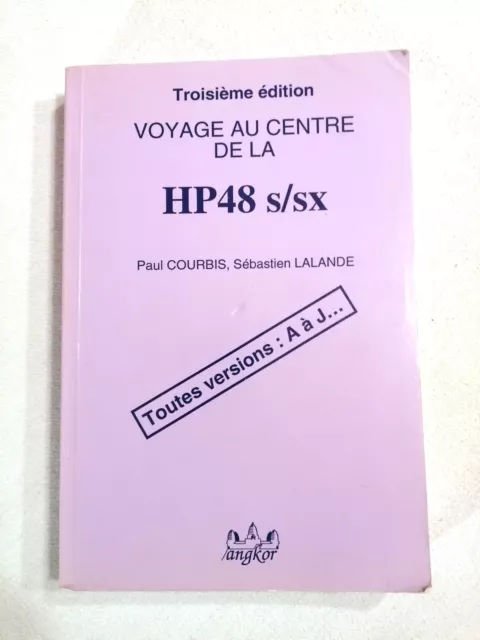 Troisième édition
VOYAGE AU CENTRE
DE LA
HP48 s/sx
Paul COURBIS, Sébastien LALANDE
Toutes versions : A à J...
angkor